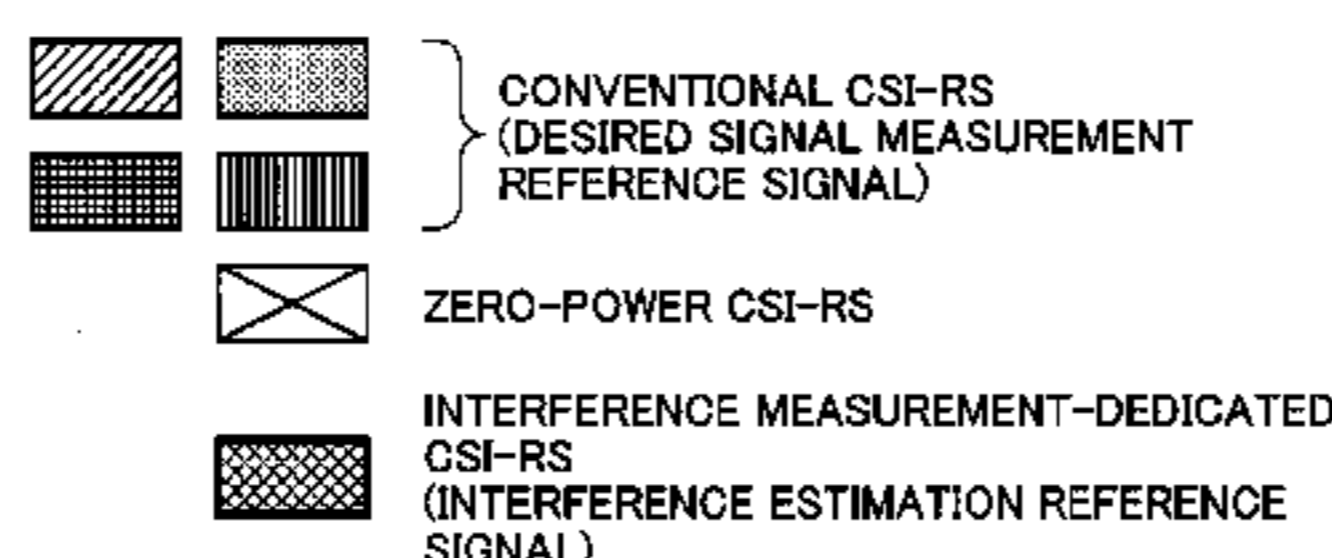 CONVENTIONAL CSI-RS
(DESIRED SIGNAL MEASUREMENT
REFERENCE SIGNAL)
ZERO-POWER CSI-RS
INTERFERENCE MEASUREMENT-DEDICATED
CSI-RS
(INTERFERENCE ESTIMATION REFERENCE
SIGNAL)